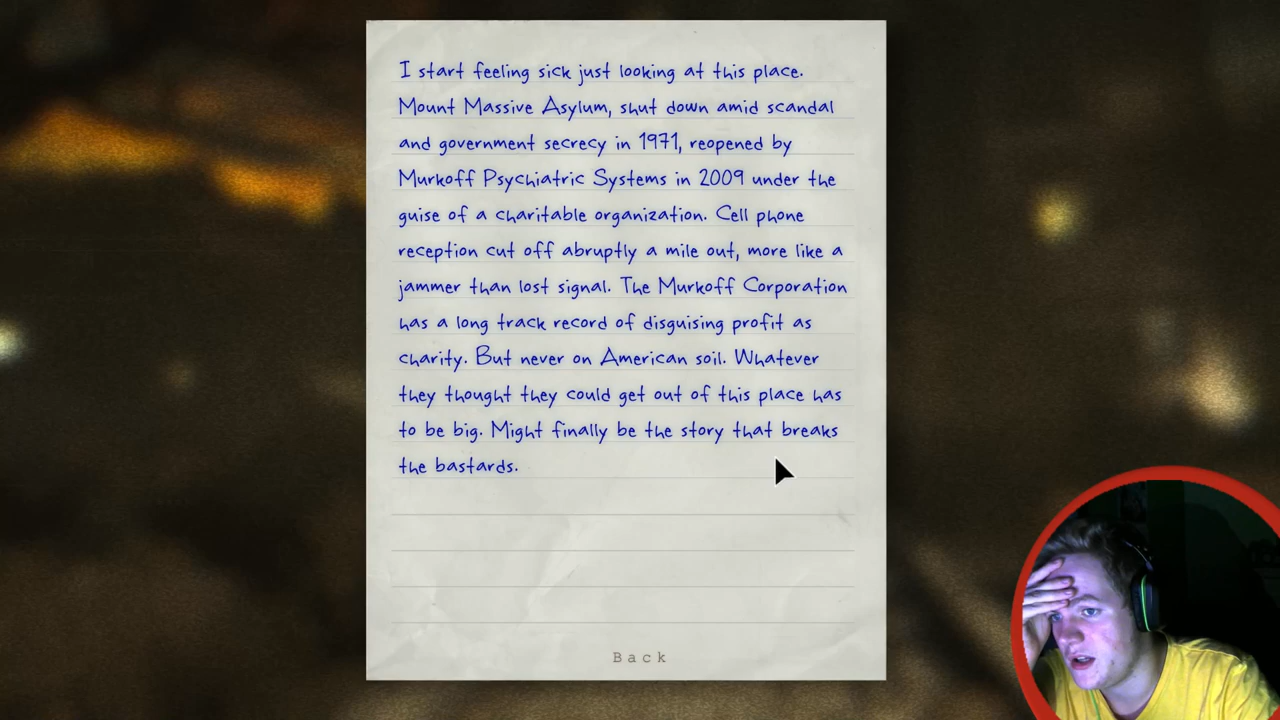 I start feeling sick just looking at this place.
Mount Massive Asylum, shut down amid scandal
and government secrecy in 1971, reopened by
Murkoff Psychiatric Systems in 2009 under the
guise of a charitable organization. Cell phone
reception cut off abruptly a mile out, more like a
jammer than lost signal. The Murkoff Corporation
has a long track record of disguising profit as
charity. But never on American soil. Whatever
they thought they could get out of this place has
to be big. Might finally be the story that breaks
the bastards.
Back